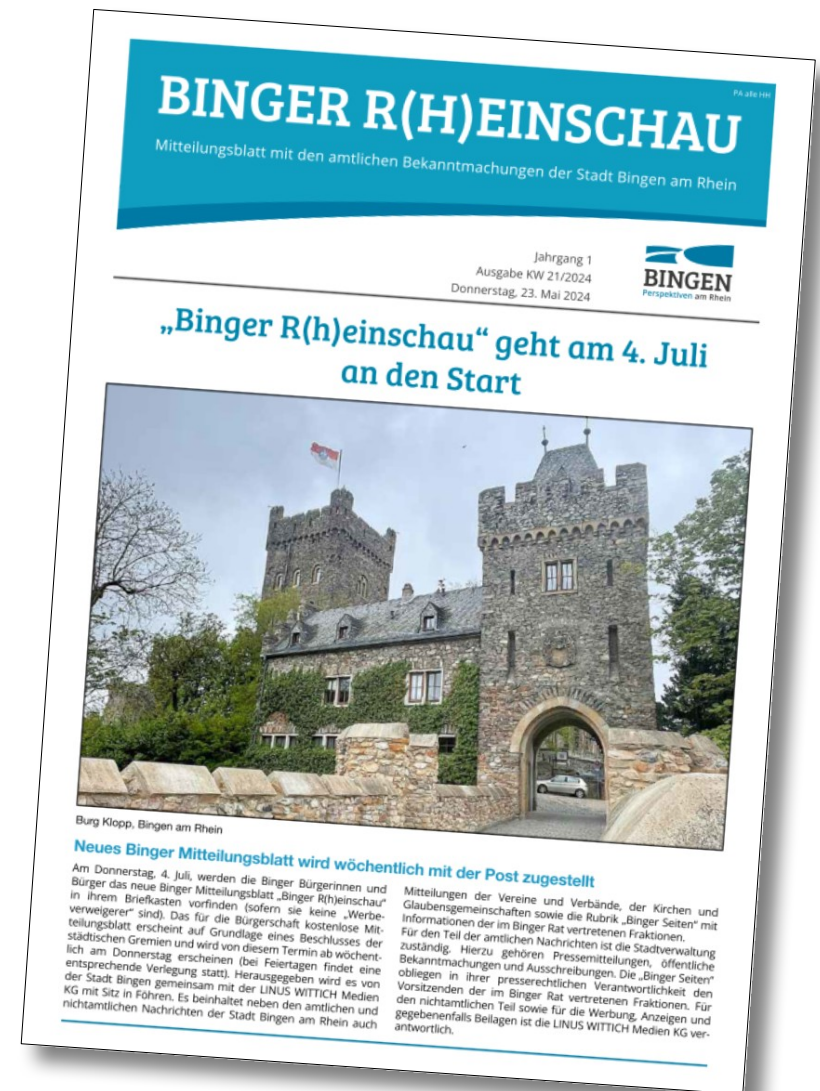 PA alle HH
BINGER R(H)EINSCHAU
Mitteilungsblatt mit den amtlichen Bekanntmachungen der Stadt Bingen am Rhein
Jahrgang 1
Ausgabe KW 21/2024
Donnerstag, 23. Mai 2024
BINGEN
Perspektiven am Rhein
„Binger R(h)einschau“ geht am 4. Juli
an den Start
Burg Klopp, Bingen am Rhein
Neues Binger Mitteilungsblatt wird wöchentlich mit der Post zugestellt
Am Donnerstag, 4. Juli, werden die Binger Bürgerinnen und
Bürger das neue Binger Mitteilungsblatt „Binger R(h)einschau“
in ihrem Briefkasten vorfinden (sofern sie keine „Werbe-
verweigerer“ sind). Das für die Bürgerschaft kostenlose Mit-
teilungsblatt erscheint auf Grundlage eines Beschlusses der
städtischen Gremien und wird von diesem Termin ab wöchent-
lich am Donnerstag erscheinen (bei Feiertagen findet eine
entsprechende Verlegung statt). Herausgegeben wird es von
der Stadt Bingen gemeinsam mit der LINUS WITTICH Medien
KG mit Sitz in Föhren. Es beinhaltet neben den amtlichen und
nichtamtlichen Nachrichten der Stadt Bingen am Rhein auch
Mitteilungen der Vereine und Verbände, der Kirchen und
Glaubensgemeinschaften sowie die Rubrik „Binger Seiten“ mit
Informationen der im Binger Rat vertretenen Fraktionen.
Für den Teil der amtlichen Nachrichten ist die Stadtverwaltung
zuständig. Hierzu gehören Pressemitteilungen, öffentliche
Bekanntmachungen und Ausschreibungen. Die „Binger Seiten“
obliegen in ihrer presserechtlichen Verantwortlichkeit den
Vorsitzenden der im Binger Rat vertretenen Fraktionen. Für
den nichtamtlichen Teil sowie für die Werbung, Anzeigen und
gegebenenfalls Beilagen ist die LINUS WITTICH Medien KG ver-
antwortlich.